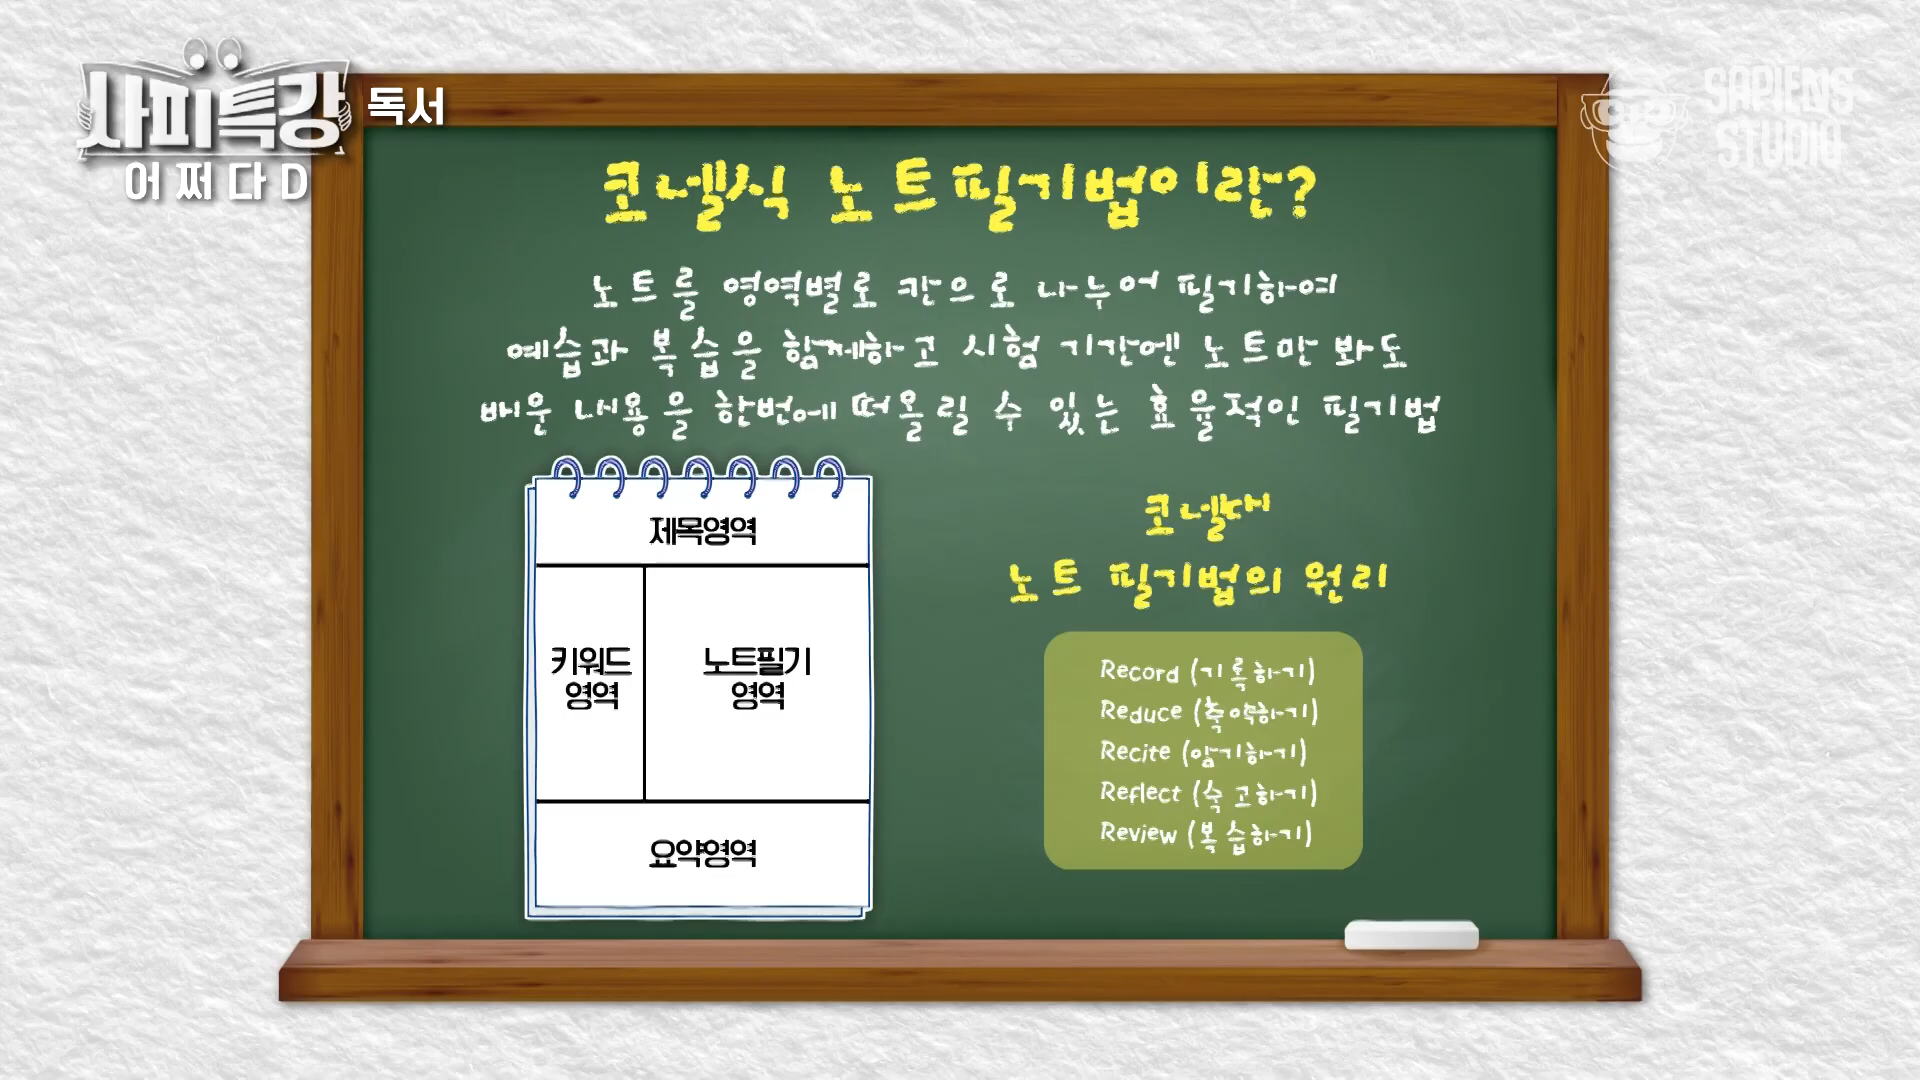 사피특강 독서
어쩌다D
SAPIENS
STUDIO
코넬식 노트필기법이란?
노트를 영역별로 칸으로 나누어 필기하여
예습과 복습을 함께하고 시험 기간엔 노트만 봐도
배운 내용을 한번에 떠올릴 수 있는 효율적인 필기법
제목영역
키워드
영역
노트필기
영역
요약영역
코넬대
노트 필기법의 원리
Record (기록하기)
Reduce (축약하기)
Recite (암기하기)
Reflect (숙고하기)
Review (복습하기)